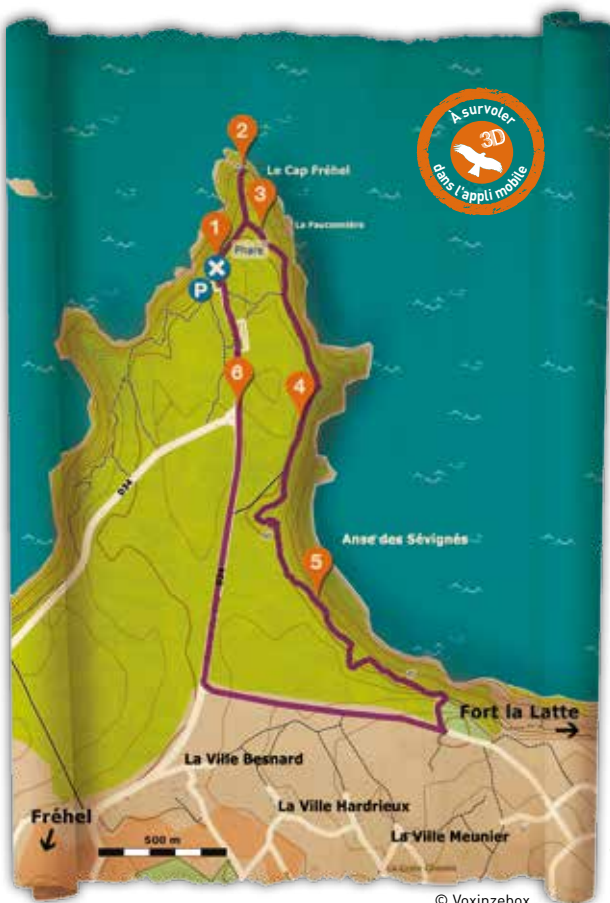 À survoler
3D
dans l'appli mobile
2
Le Cap Fréhel
3
La Fauconnière
1
Phare
P
6
4
D34
Anse des Sévignés
5
Fort la Latte
La Ville Besnard
La Ville Hardrieux
Fréhel
500 m
La Ville Meunier
© Voxinzebox